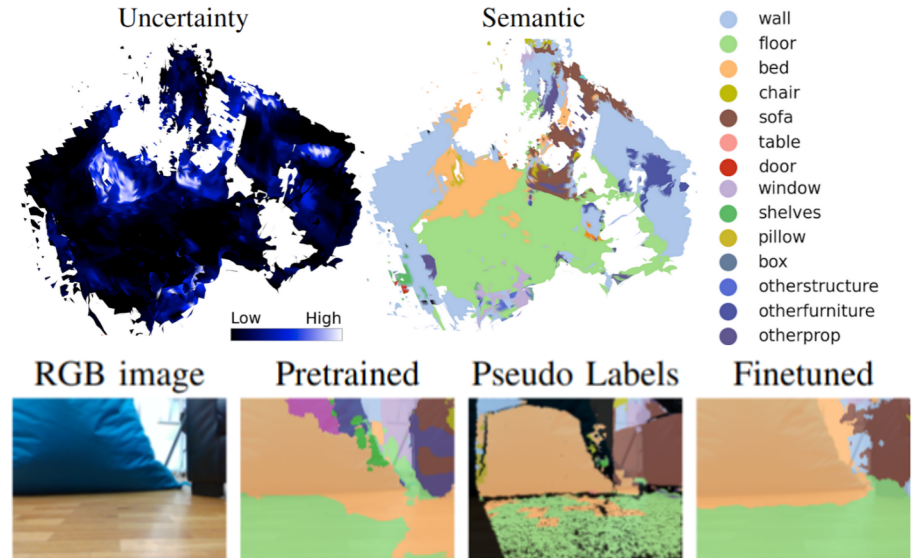 Uncertainty
Semantic
Low High
wall
floor
bed
chair
sofa
table
door
window
shelves
pillow
box
otherstructure
otherfurniture
otherprop
RGB image
Pretrained
Pseudo Labels
Finetuned